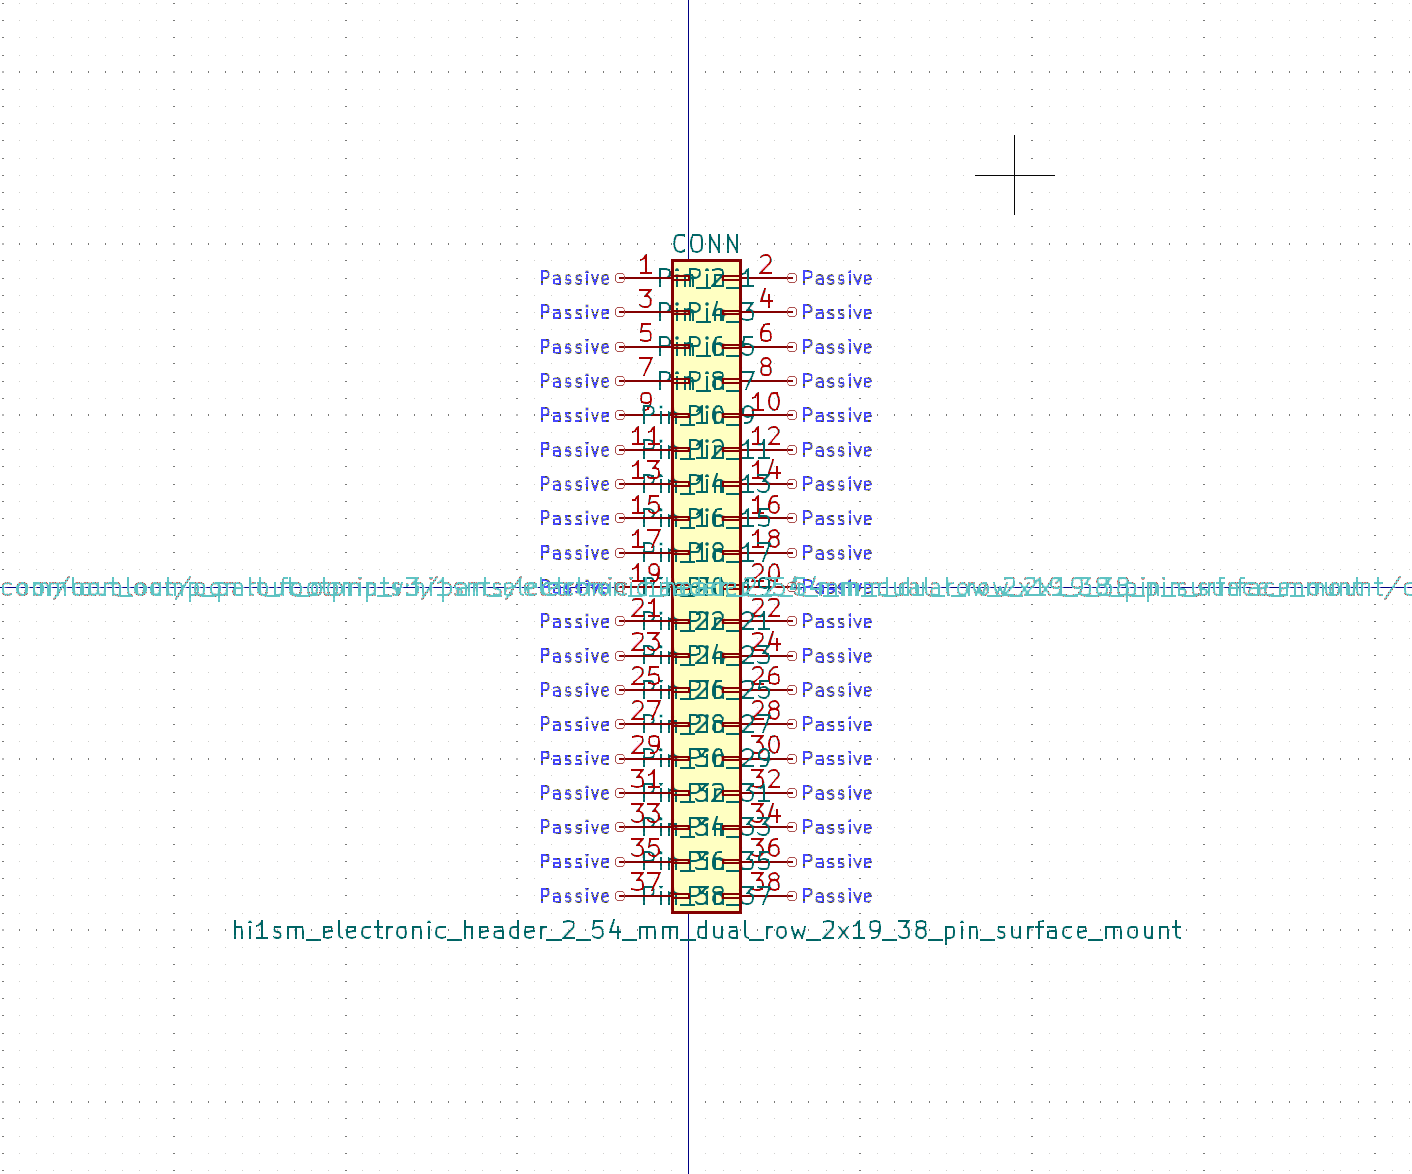 CONN
Passive 1 Pin_1 Pin_2 2 Passive
Passive 3 Pin_3 Pin_4 4 Passive
Passive 5 Pin_5 Pin_6 6 Passive
Passive 7 Pin_7 Pin_8 8 Passive
Passive 9 Pin_9 Pin_10 10 Passive
Passive 11 Pin_11 Pin_12 12 Passive
Passive 13 Pin_13 Pin_14 14 Passive
Passive 15 Pin_15 Pin_16 16 Passive
Passive 17 Pin_17 Pin_18 18 Passive
19 20
Passive 21 Pin_21 Pin_22 22 Passive
Passive 23 Pin_23 Pin_24 24 Passive
Passive 25 Pin_25 Pin_26 26 Passive
Passive 27 Pin_27 Pin_28 28 Passive
Passive 29 Pin_29 Pin_30 30 Passive
Passive 31 Pin_31 Pin_32 32 Passive
Passive 33 Pin_33 Pin_34 34 Passive
Passive 35 Pin_35 Pin_36 36 Passive
Passive 37 Pin_37 Pin_38 38 Passive
hi1sm_electronic_header_2_54_mm_dual_row_2x19_38_pin_surface_mount